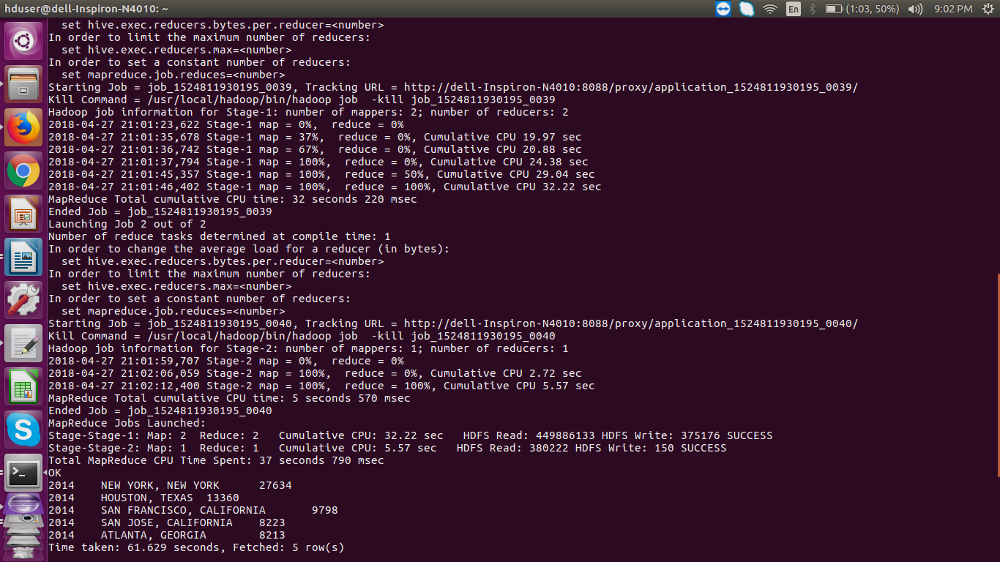 hduser@dell-Inspiron-N4010: ~
En
(1:03, 50%)
9:02 PM
  set hive.exec.reducers.bytes.per.reducer=<number>
In order to limit the maximum number of reducers:
  set hive.exec.reducers.max=<number>
In order to set a constant number of reducers:
  set mapreduce.job.reduces=<number>
Starting Job = job_1524811930195_0039, Tracking URL = http://dell-Inspiron-N4010:8088/proxy/application_1524811930195_0039/
Kill Command = /usr/local/hadoop/bin/hadoop job  -kill job_1524811930195_0039
Hadoop job information for Stage-1: number of mappers: 2; number of reducers: 2
2018-04-27 21:01:23,622 Stage-1 map = 0%,  reduce = 0%
2018-04-27 21:01:35,678 Stage-1 map = 37%,  reduce = 0%, Cumulative CPU 19.97 sec
2018-04-27 21:01:36,742 Stage-1 map = 67%,  reduce = 0%, Cumulative CPU 20.88 sec
2018-04-27 21:01:37,794 Stage-1 map = 100%,  reduce = 0%, Cumulative CPU 24.38 sec
2018-04-27 21:01:45,357 Stage-1 map = 100%,  reduce = 50%, Cumulative CPU 29.04 sec
2018-04-27 21:01:46,402 Stage-1 map = 100%,  reduce = 100%, Cumulative CPU 32.22 sec
MapReduce Total cumulative CPU time: 32 seconds 220 msec
Ended Job = job_1524811930195_0039
Launching Job 2 out of 2
Number of reduce tasks determined at compile time: 1
In order to change the average load for a reducer (in bytes):
  set hive.exec.reducers.bytes.per.reducer=<number>
In order to limit the maximum number of reducers:
  set hive.exec.reducers.max=<number>
In order to set a constant number of reducers:
  set mapreduce.job.reduces=<number>
Starting Job = job_1524811930195_0040, Tracking URL = http://dell-Inspiron-N4010:8088/proxy/application_1524811930195_0040/
Kill Command = /usr/local/hadoop/bin/hadoop job  -kill job_1524811930195_0040
Hadoop job information for Stage-2: number of mappers: 1; number of reducers: 1
2018-04-27 21:01:59,707 Stage-2 map = 0%,  reduce = 0%
2018-04-27 21:02:06,059 Stage-2 map = 100%,  reduce = 0%, Cumulative CPU 2.72 sec
2018-04-27 21:02:12,400 Stage-2 map = 100%,  reduce = 100%, Cumulative CPU 5.57 sec
MapReduce Total cumulative CPU time: 5 seconds 570 msec
Ended Job = job_1524811930195_0040
MapReduce Jobs Launched:
Stage-Stage-1: Map: 2  Reduce: 2   Cumulative CPU: 32.22 sec   HDFS Read: 449886133 HDFS Write: 375176 SUCCESS
Stage-Stage-2: Map: 1  Reduce: 1   Cumulative CPU: 5.57 sec   HDFS Read: 380222 HDFS Write: 150 SUCCESS
Total MapReduce CPU Time Spent: 37 seconds 790 msec
OK
2014    NEW YORK, NEW YORK      27634
2014    HOUSTON, TEXAS  13360
2014    SAN FRANCISCO, CALIFORNIA       9798
2014    SAN JOSE, CALIFORNIA    8223
2014    ATLANTA, GEORGIA        8213
Time taken: 61.629 seconds, Fetched: 5 row(s)